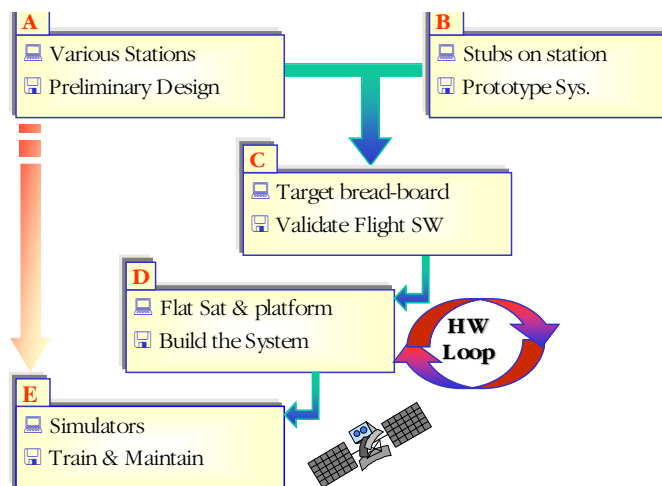 A
Various Stations
Preliminary Design
B
Stubs on station
Prototype Sys.
C
Target bread-board
Validate Flight SW
D
Flat Sat & platform
Build the System
HW
Loop
E
Simulators
Train & Maintain